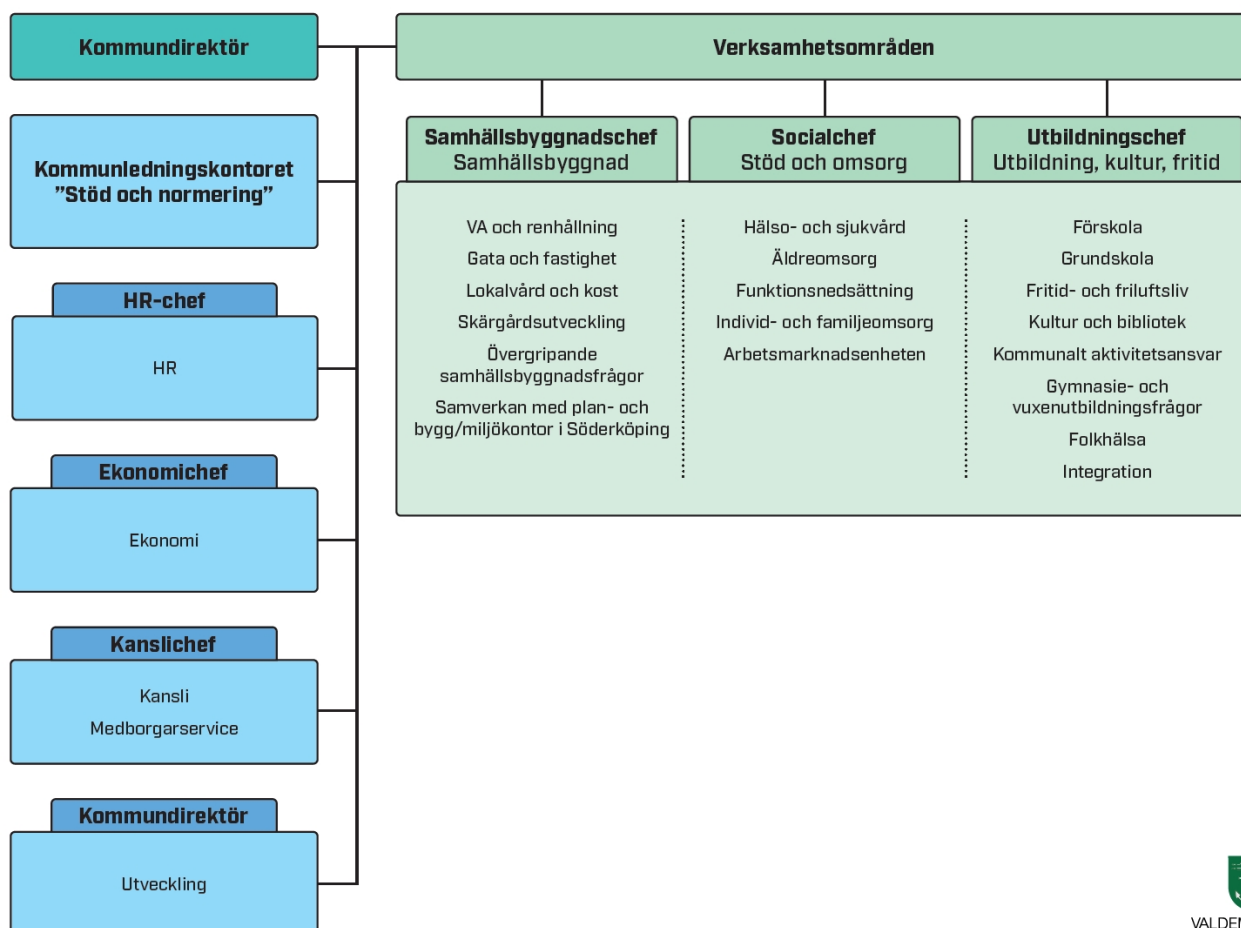 Kommundirektör
Kommunledningskontoret
”Stöd och normering”
HR-chef
HR
Ekonomichef
Ekonomi
Kanslichef
Kansli
Medborgarservice
Kommundirektör
Utveckling
Verksamhetsområden
Samhällsbyggnadschef
Samhällsbyggnad
VA och renhållning
Gata och fastighet
Lokalvård och kost
Skärgårdsutveckling
Övergripande
samhällsbyggnadsfrågor
Samverkan med plan- och
bygg/miljökontor i Söderköping
Socialchef
Stöd och omsorg
Hälso- och sjukvård
Äldreomsorg
Funktionsnedsättning
Individ- och familjeomsorg
Arbetsmarknadsenheten
Utbildningschef
Utbildning, kultur, fritid
Förskola
Grundskola
Fritid- och friluftsliv
Kultur och bibliotek
Kommunalt aktivitetsansvar
Gymnasie- och
vuxenutbildningsfrågor
Folkhälsa
Integration